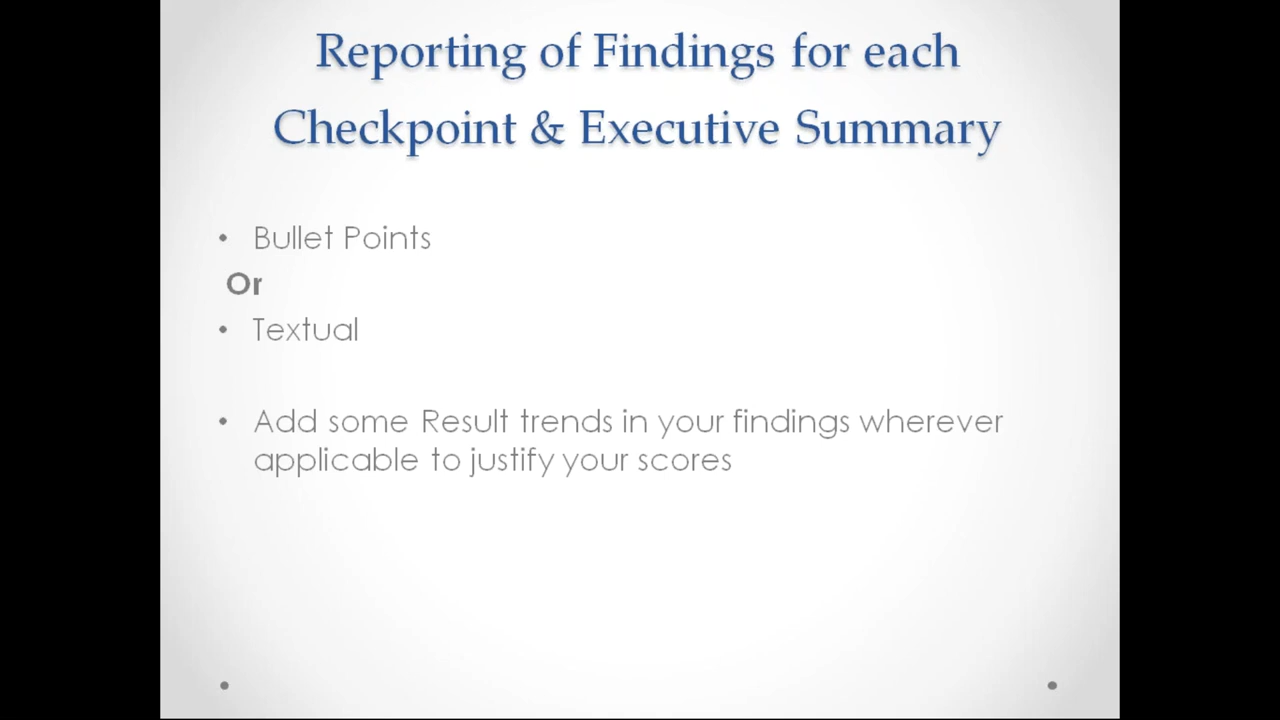 Reporting of Findings for each
Checkpoint & Executive Summary
• Bullet Points
Or
• Textual
• Add some Result trends in your findings wherever
applicable to justify your scores